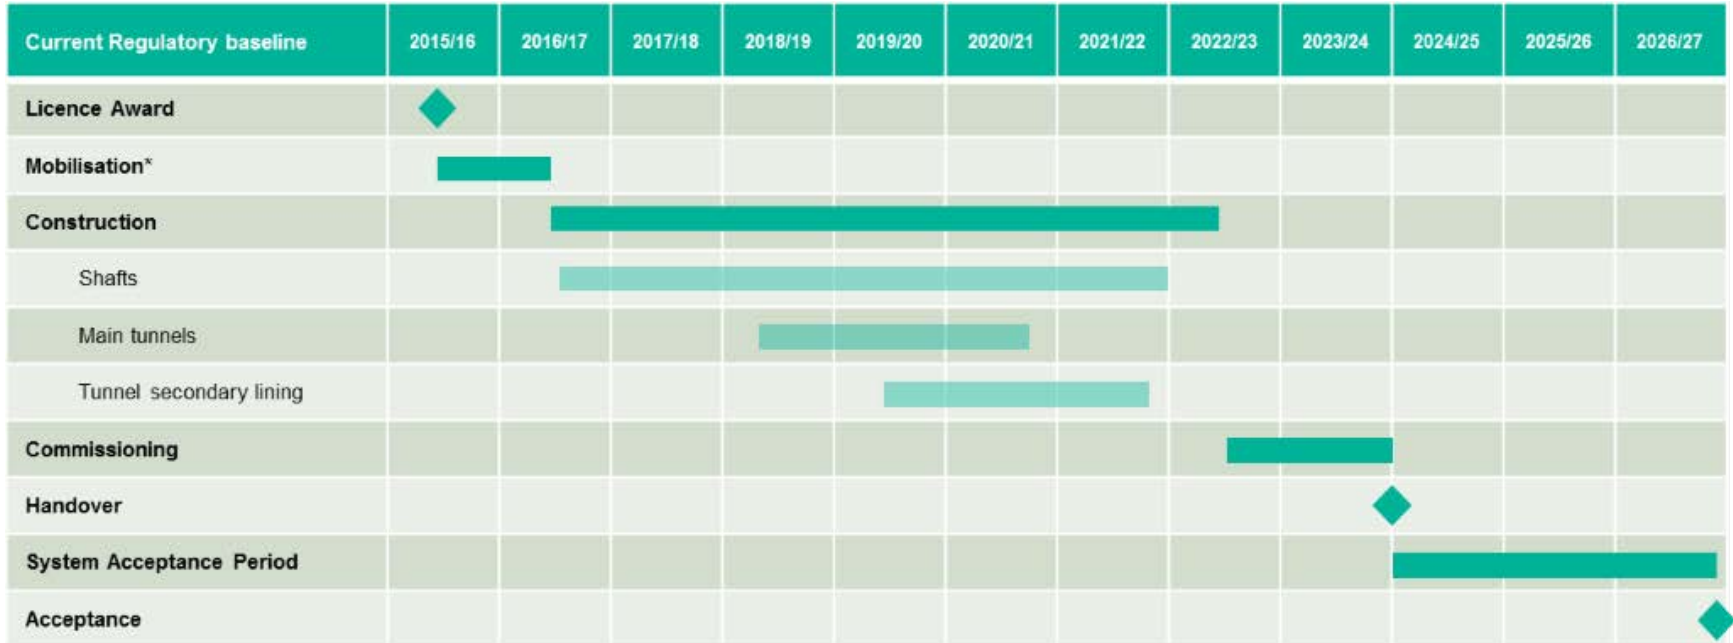 Current Regulatory baseline 2015/16 2016/17 2017/18 2018/19 2019/20 2020/21 2021/22 2022/23 2023/24 2024/25 2025/26 2026/27
Licence Award
Mobilisation*
Construction
Shafts
Main tunnels
Tunnel secondary lining
Commissioning
Handover
System Acceptance Period
Acceptance